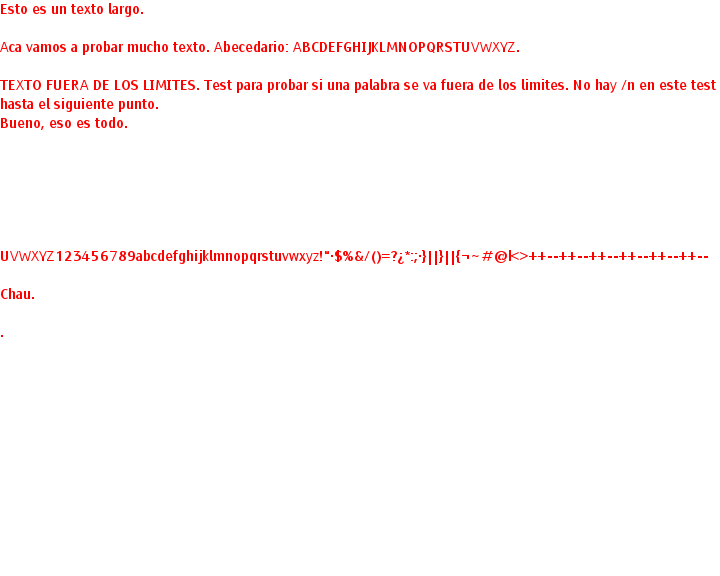 Esto es un texto largo.
Aca vamos a probar mucho texto. Abecedario: ABCDEFGHIJKLMNOPQRSTUVWXYZ.
TEXTO FUERA DE LOS LIMITES. Test para probar si una palabra se va fuera de los limites. No hay /n en este test
hasta el siguiente punto.
Bueno, eso es todo.
UVWXYZ123456789abcdefghijklmnopqrstuvwxyz!"·$%&/()=?¿*:;·}||}||{¬~#@|<>++--++--++--++--++--++--
Chau.
.